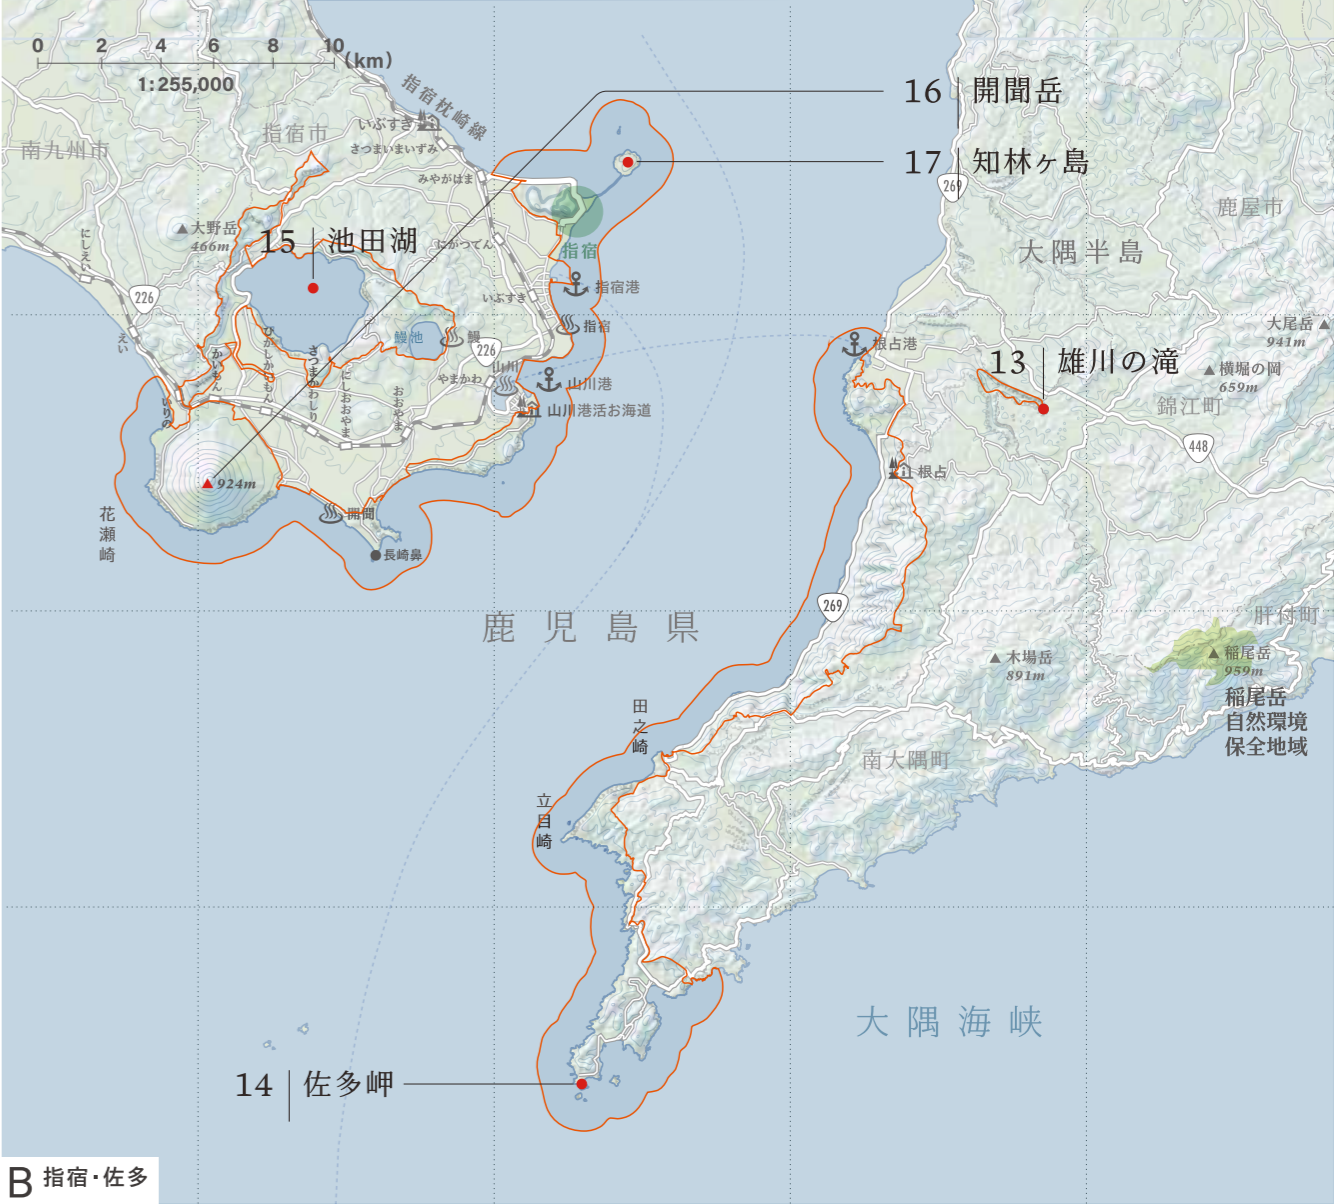 0 2 4 6 8 10 (km)
1:255,000
16 | 開聞岳
17 | 知林ヶ島
指宿枕崎線
いぶすき
さつまいまいずみ
指宿市
南九州市
みやがはま
269
鹿屋市
大隅半島
大野岳
466m
にしえい
15 | 池田湖
にがつでん
指宿
指宿港
いぶすき
指宿
226
えい
鰻池
鰻
226
山川
やまかわ
山川港
山川港活お海道
かいもん
ひがしかいもん
さつまかわしり
にしおおやま
おおやま
いりの
924m
花瀬崎
開聞
長崎鼻
根占港
大尾岳
941m
13 | 雄川の滝
横堀の岡
659m
錦江町
448
根占
269
鹿児島県
肝付町
木場岳
891m
稲尾岳
959m
稲尾岳
自然環境
保全地域
田之崎
南大隅町
立目崎
大隅海峡
14 | 佐多岬
B 指宿・佐多